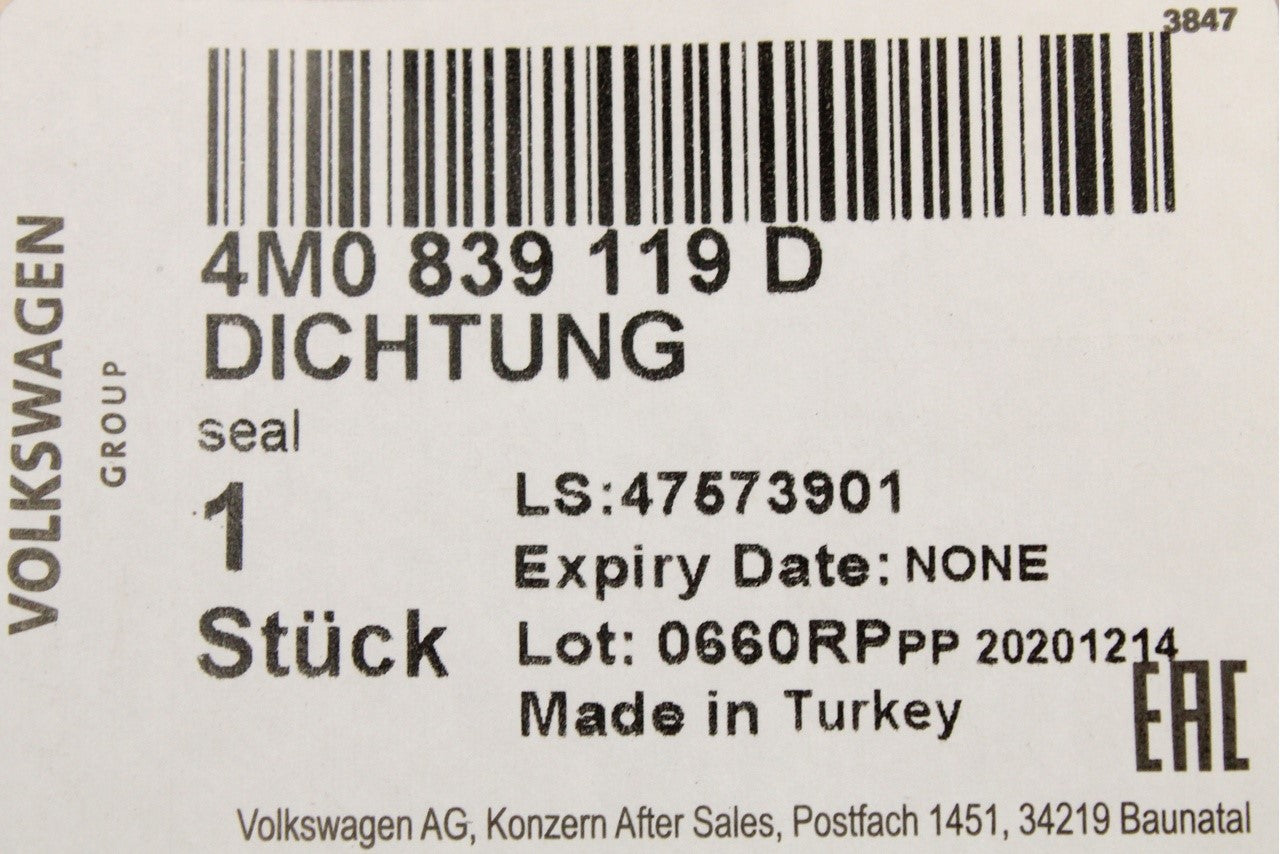 3847
4M0 839 119 D
DICHTUNG
seal
1
Stück
LS:47573901
Expiry Date: NONE
Lot: 0660RPPP 20201214
Made in Turkey
EAC
Volkswagen AG, Konzern After Sales, Postfach 1451, 34219 Baunatal
VOLKSWAGEN
GROUP